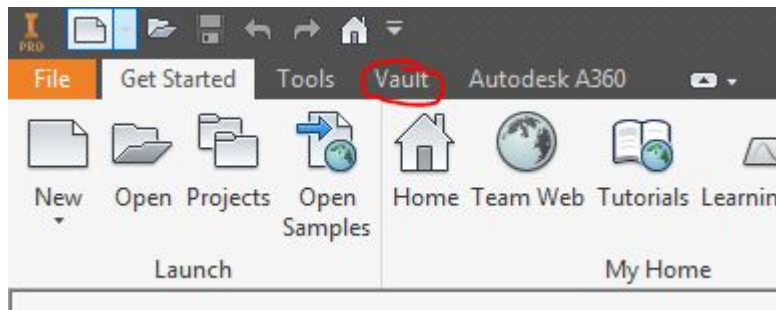 I
PRO
File Get Started Tools Vault Autodesk A360
New Open Projects Open Samples Home Team Web Tutorials
Launch My Home